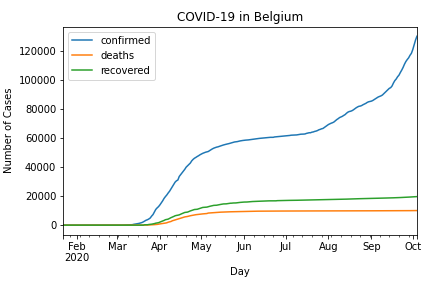 COVID-19 in Belgium
confirmed
deaths
recovered
120000
100000
80000
60000
40000
20000
0
Number of Cases
Feb Mar Apr May Jun Jul Aug Sep Oct
2020
Day